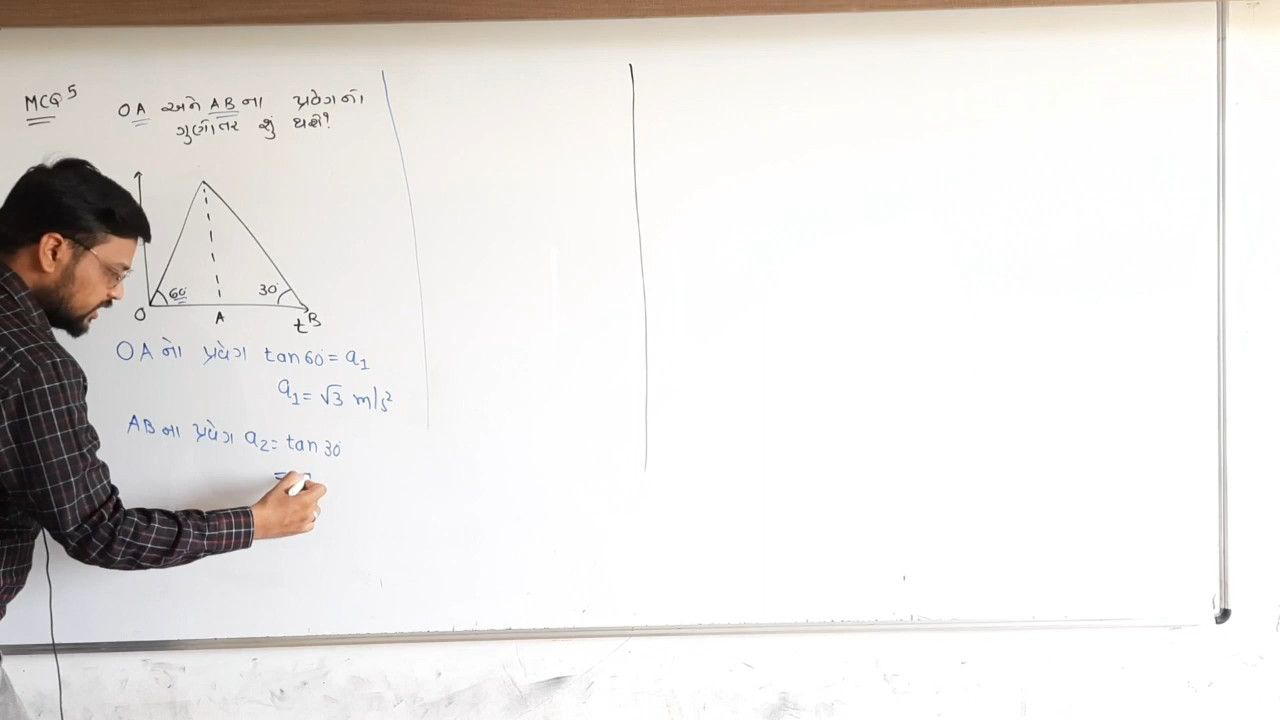 MCQ 5
OA અને AB ના પ્રવેગનો
ગુણોત્તર શું થશે?
60°
30°
O
A
B
t
OA નો પ્રવેગ tan 60° = a₁
a₁ = √3 m/s²
AB ના પ્રવેગ a₂ = tan 30°
=